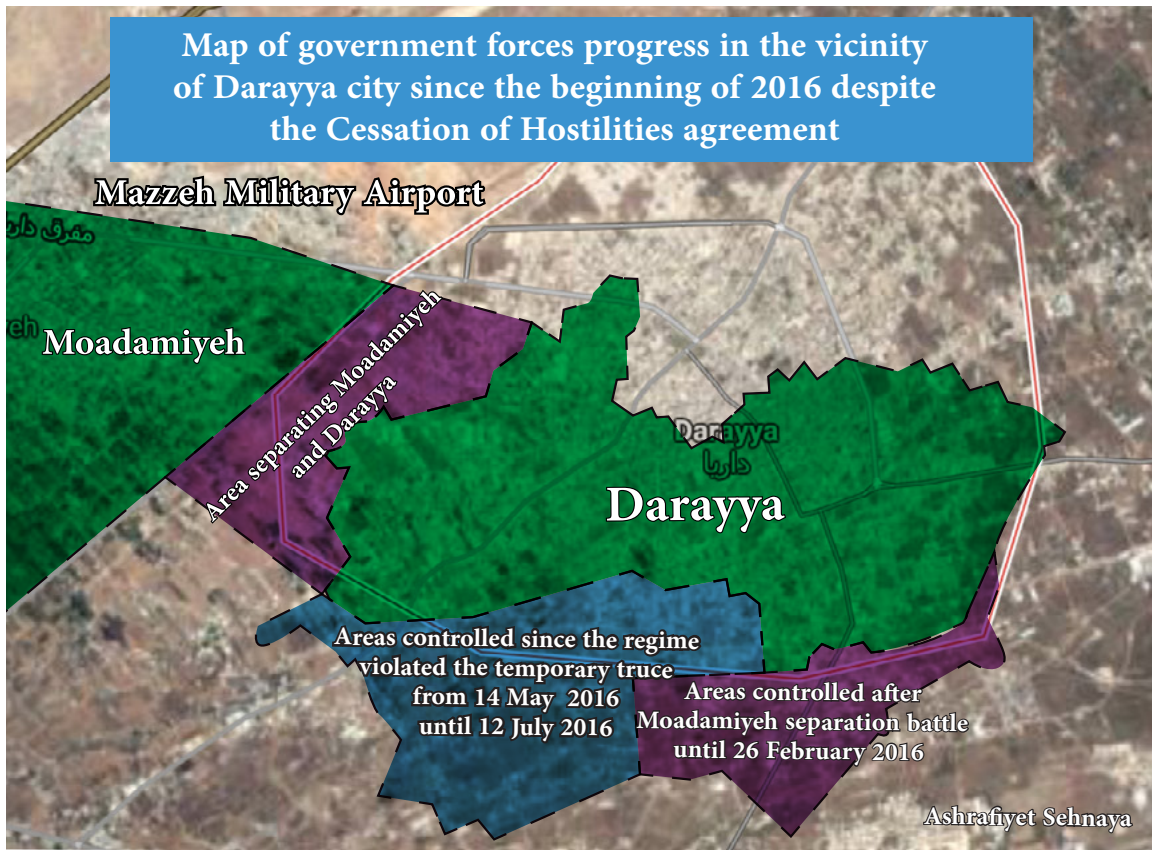 Map of government forces progress in the vicinity
of Darayya city since the beginning of 2016 despite
the Cessation of Hostilities agreement
Mazzeh Military Airport
مفرق داريا
eh
Moadamiyeh
Area separating Moadamiyeh
and Darayya
Darayya
داريا
Darayya
Areas controlled since the regime
violated the temporary truce
from 14 May 2016
until 12 July 2016
Areas controlled after
Moadamiyeh separation battle
until 26 February 2016
Ashrafiyet Sehnaya